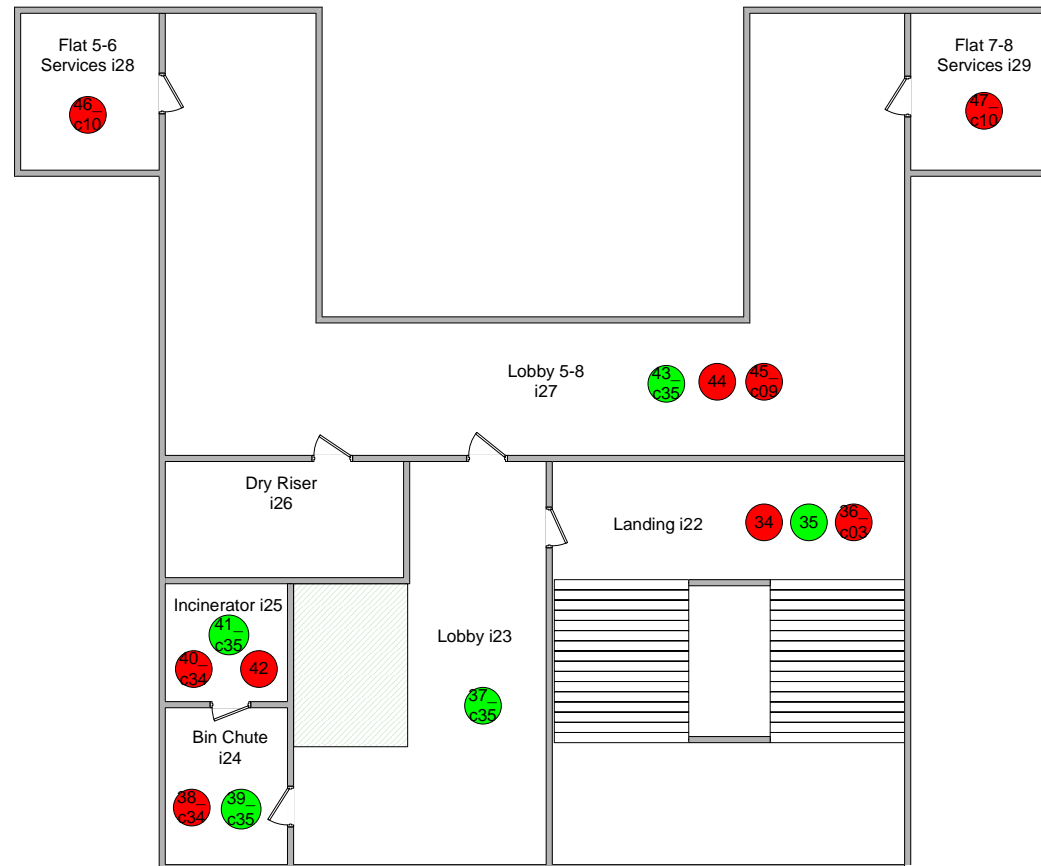 Flat 5-6
Services i28
46_
c10
Flat 7-8
Services i29
47_
c10
Lobby 5-8
i27
43_
c35
44
45_
c09
Dry Riser
i26
Landing i22
34
35
36_
c03
Incinerator i25
41_
c35
40_
c34
42
Lobby i23
37_
c35
Bin Chute
i24
38_
c34
39_
c35